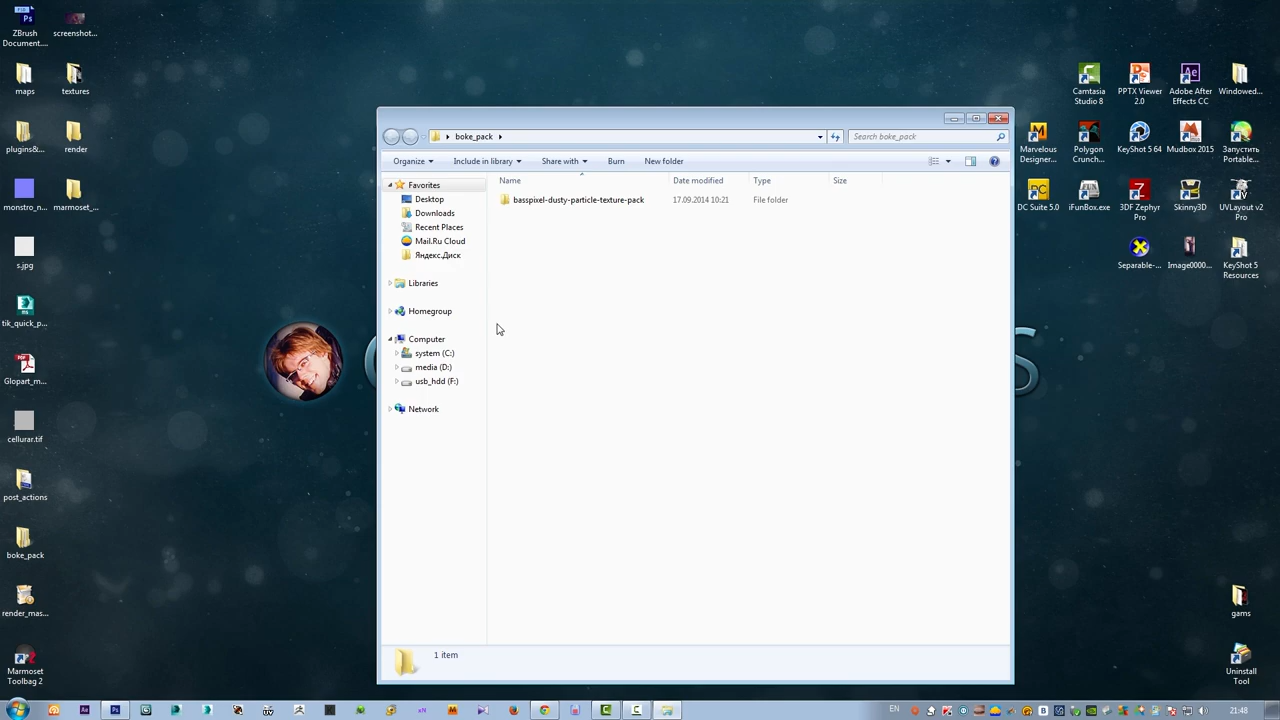 ZBrush
Document...
screenshot...
maps
textures
plugins&...
render
monstro_n...
marmoset_...
s.jpg
tik_quick_p...
Glopart_m...
cellurar.tif
post_actions
boke_pack
render_mas...
Marmoset
Toolbag 2
boke_pack
Search boke_pack
Organize
Include in library
Share with
Burn
New folder
Name
Date modified
Type
Size
Favorites
Desktop
Downloads
Recent Places
Mail.Ru Cloud
Яндекс.Диск
Libraries
Homegroup
Computer
system (C:)
media (D:)
usb_hdd (F:)
Network
basspixel-dusty-particle-texture-pack
17.09.2014 10:21
File folder
1 item
Camtasia
Studio 8
PPTX Viewer
2.0
Adobe After
Effects CC
Windowed...
Marvelous
Designer...
Polygon
Crunch...
KeyShot 5 64
Mudbox 2015
Запустить
Portable...
DC Suite 5.0
iFunBox.exe
3DF Zephyr
Pro
Skinny3D
UVLayout v2
Pro
Separable-...
Image0000...
KeyShot 5
Resources
gams
Uninstall
Tool
EN
21:48